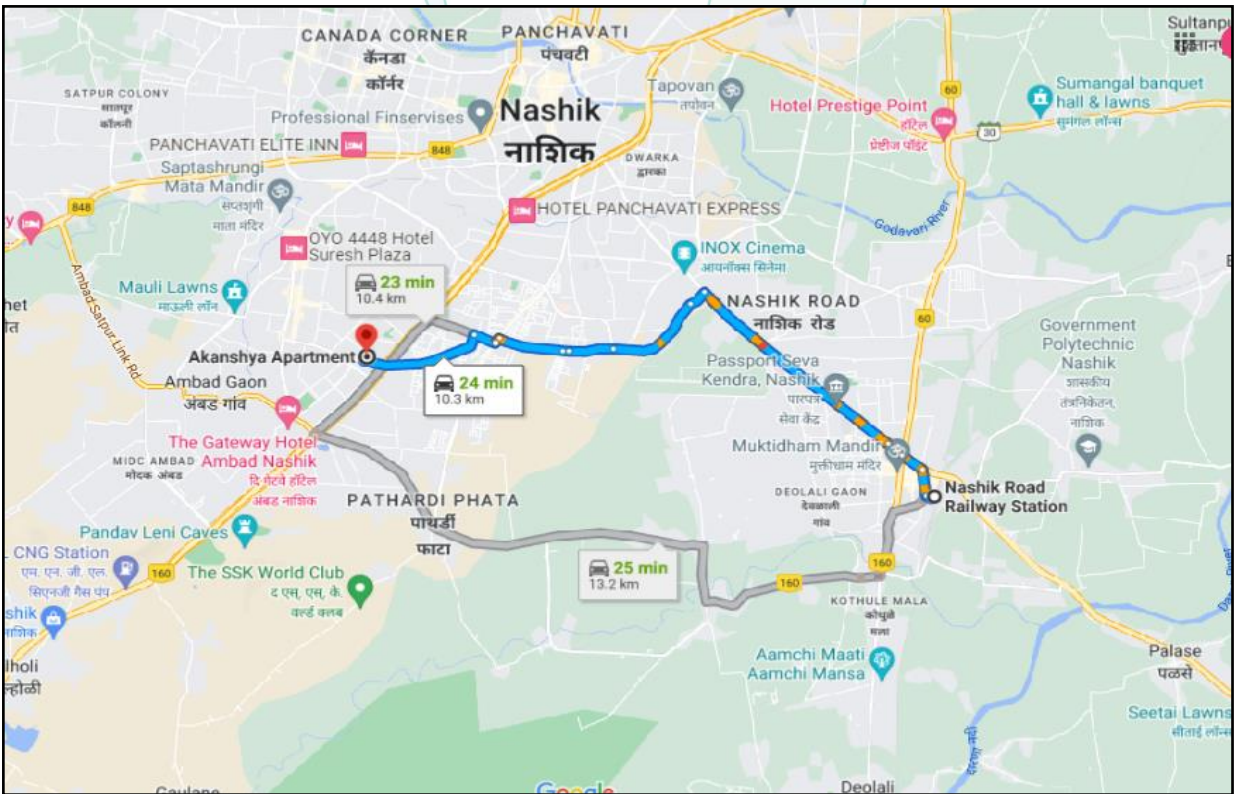 CANADA CORNER
कॅनडा
कॉर्नर
PANCHAVATI
पंचवटी
SATPUR COLONY
सातपूर
कॉलनी
Professional Finservises
Nashik
नाशिक
Tapovan
तपोवन
Hotel Prestige Point
हॉटेल
प्रेष्टीज पॉइंट
60
30
Sumangal banquet
hall & lawns
सुमंगल लॉन्स
PANCHAVATI ELITE INN
848
DWARKA
द्वारका
Saptashrungi
Mata Mandir
सप्तशृंगी
माता मंदिर
848
HOTEL PANCHAVATI EXPRESS
Godavari River
OYO 4448 Hotel
Suresh Plaza
INOX Cinema
आयनॉक्स सिनेमा
Mauli Lawns
माऊली लॉन
Ambad Satpur Link Rd
23 min
10.4 km
NASHIK ROAD
नाशिक रोड
60
Government
Polytechnic
Nashik
शासकीय
तंत्रनिकेतन,
नाशिक
Akanshya Apartment
24 min
10.3 km
Passport Seva
Kendra, Nashik
पारपत्र
सेवा केंद्र
Ambad Gaon
अंबड गांव
The Gateway Hotel
Ambad Nashik
दि गेटवे हॉटेल
अंबड नाशिक
MIDC AMBAD
मोदक अंबड
Muktidham Mandir
मुक्तीधाम मंदिर
DEOLALI GAON
देवळाली
गांव
Nashik Road
Railway Station
PATHARDI PHATA
पाथर्डी
फाटा
Pandav Leni Caves
CNG Station
एम. एन. जी. एल.
सिएनजी गैस पंप
160
The SSK World Club
द एस. एस. के.
वर्ल्ड क्लब
25 min
13.2 km
160
160
KOTHULE MALA
कोथुळे
मला
Aamchi Maati
Aamchi Mansa
Palase
पळसे
Seetai Lawns
सीताई लॉन्स
दारणा नदी
Google
Deolali